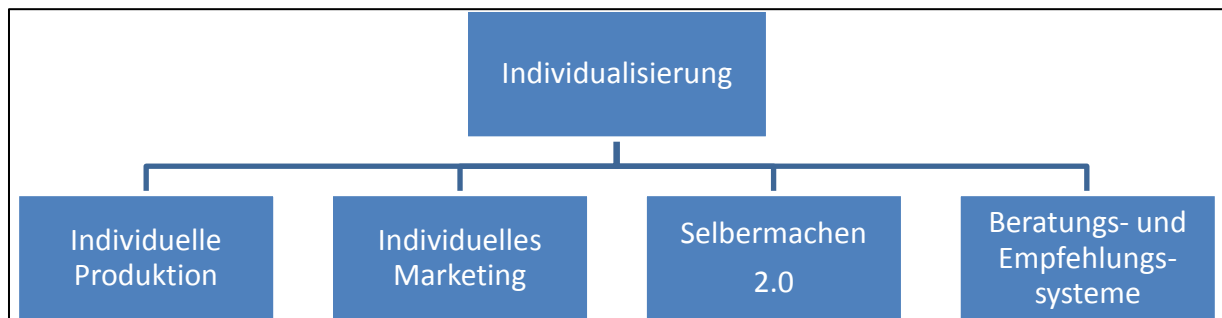 Individualisierung
Individuelle
Produktion
Individuelles
Marketing
Selbermachen
2.0
Beratungs- und
Empfehlungs-
systeme